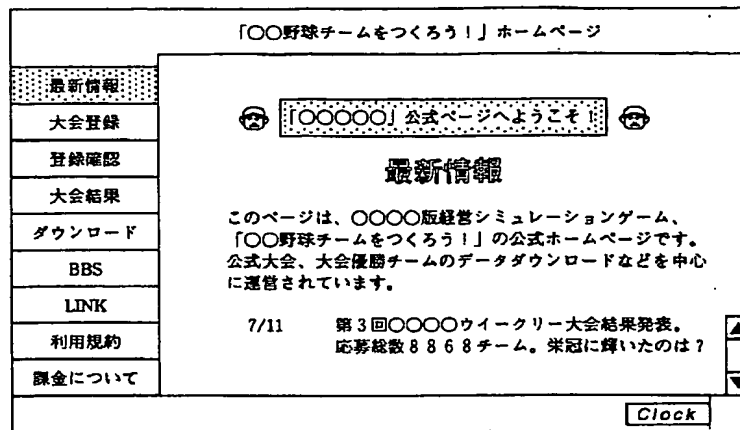 「○○野球チームをつくろう！」ホームページ
最新情報
大会登録
登録確認
大会結果
ダウンロード
BBS
LINK
利用規約
課金について
「○○○○○」公式ページへようこそ！
最新情報
このページは、○○○○版経営シミュレーションゲーム、
「○○野球チームをつくろう！」の公式ホームページです。
公式大会、大会優勝チームのデータダウンロードなどを中心
に運営されています。
7/11 第3回○○○○ウイークリー大会結果発表。
応募総数8868チーム。栄冠に輝いたのは？
Clock